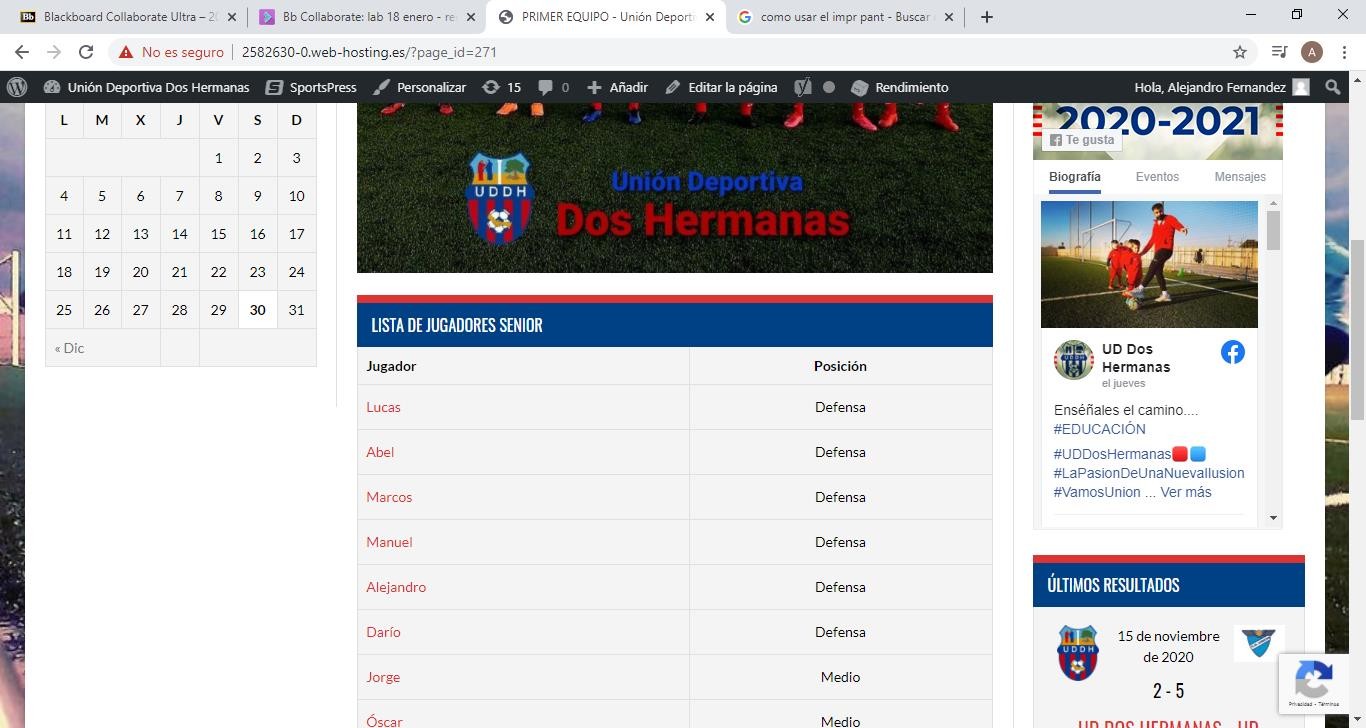 Blackboard Collaborate Ultra – 20
Bb Collaborate: lab 18 enero - re
PRIMER EQUIPO - Unión Deporti
como usar el impr pant - Buscar
No es seguro
2582630-0.web-hosting.es/?page_id=271
A
Unión Deportiva Dos Hermanas
SportsPress
Personalizar
15
0
Añadir
Editar la página
Rendimiento
Hola, Alejandro Fernandez
L M X J V S D
1 2 3
4 5 6 7 8 9 10
11 12 13 14 15 16 17
18 19 20 21 22 23 24
25 26 27 28 29 30 31
« Dic
UDDH
Unión Deportiva
Dos Hermanas
LISTA DE JUGADORES SENIOR
Jugador Posición
Lucas Defensa
Abel Defensa
Marcos Defensa
Manuel Defensa
Alejandro Defensa
Darío Defensa
Jorge Medio
Óscar Medio
2020-2021
Te gusta
Biografía Eventos Mensajes
UD Dos
Hermanas
el jueves
Enséñales el camino....
#EDUCACIÓN
#UDDosHermanas🟥🟦
#LaPasionDeUnaNuevaIlusion
#VamosUnion ... Ver más
ÚLTIMOS RESULTADOS
UDDH
15 de noviembre
de 2020
2 - 5
UD DOS HERMANAS - UD
Privacidad - Términos